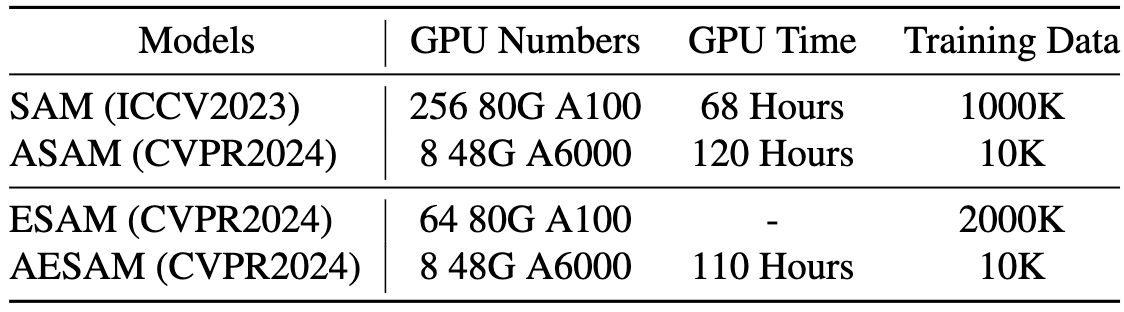 Models GPU Numbers GPU Time Training Data
SAM (ICCV2023) 256 80G A100 68 Hours 1000K
ASAM (CVPR2024) 8 48G A6000 120 Hours 10K
ESAM (CVPR2024) 64 80G A100 - 2000K
AESAM (CVPR2024) 8 48G A6000 110 Hours 10K